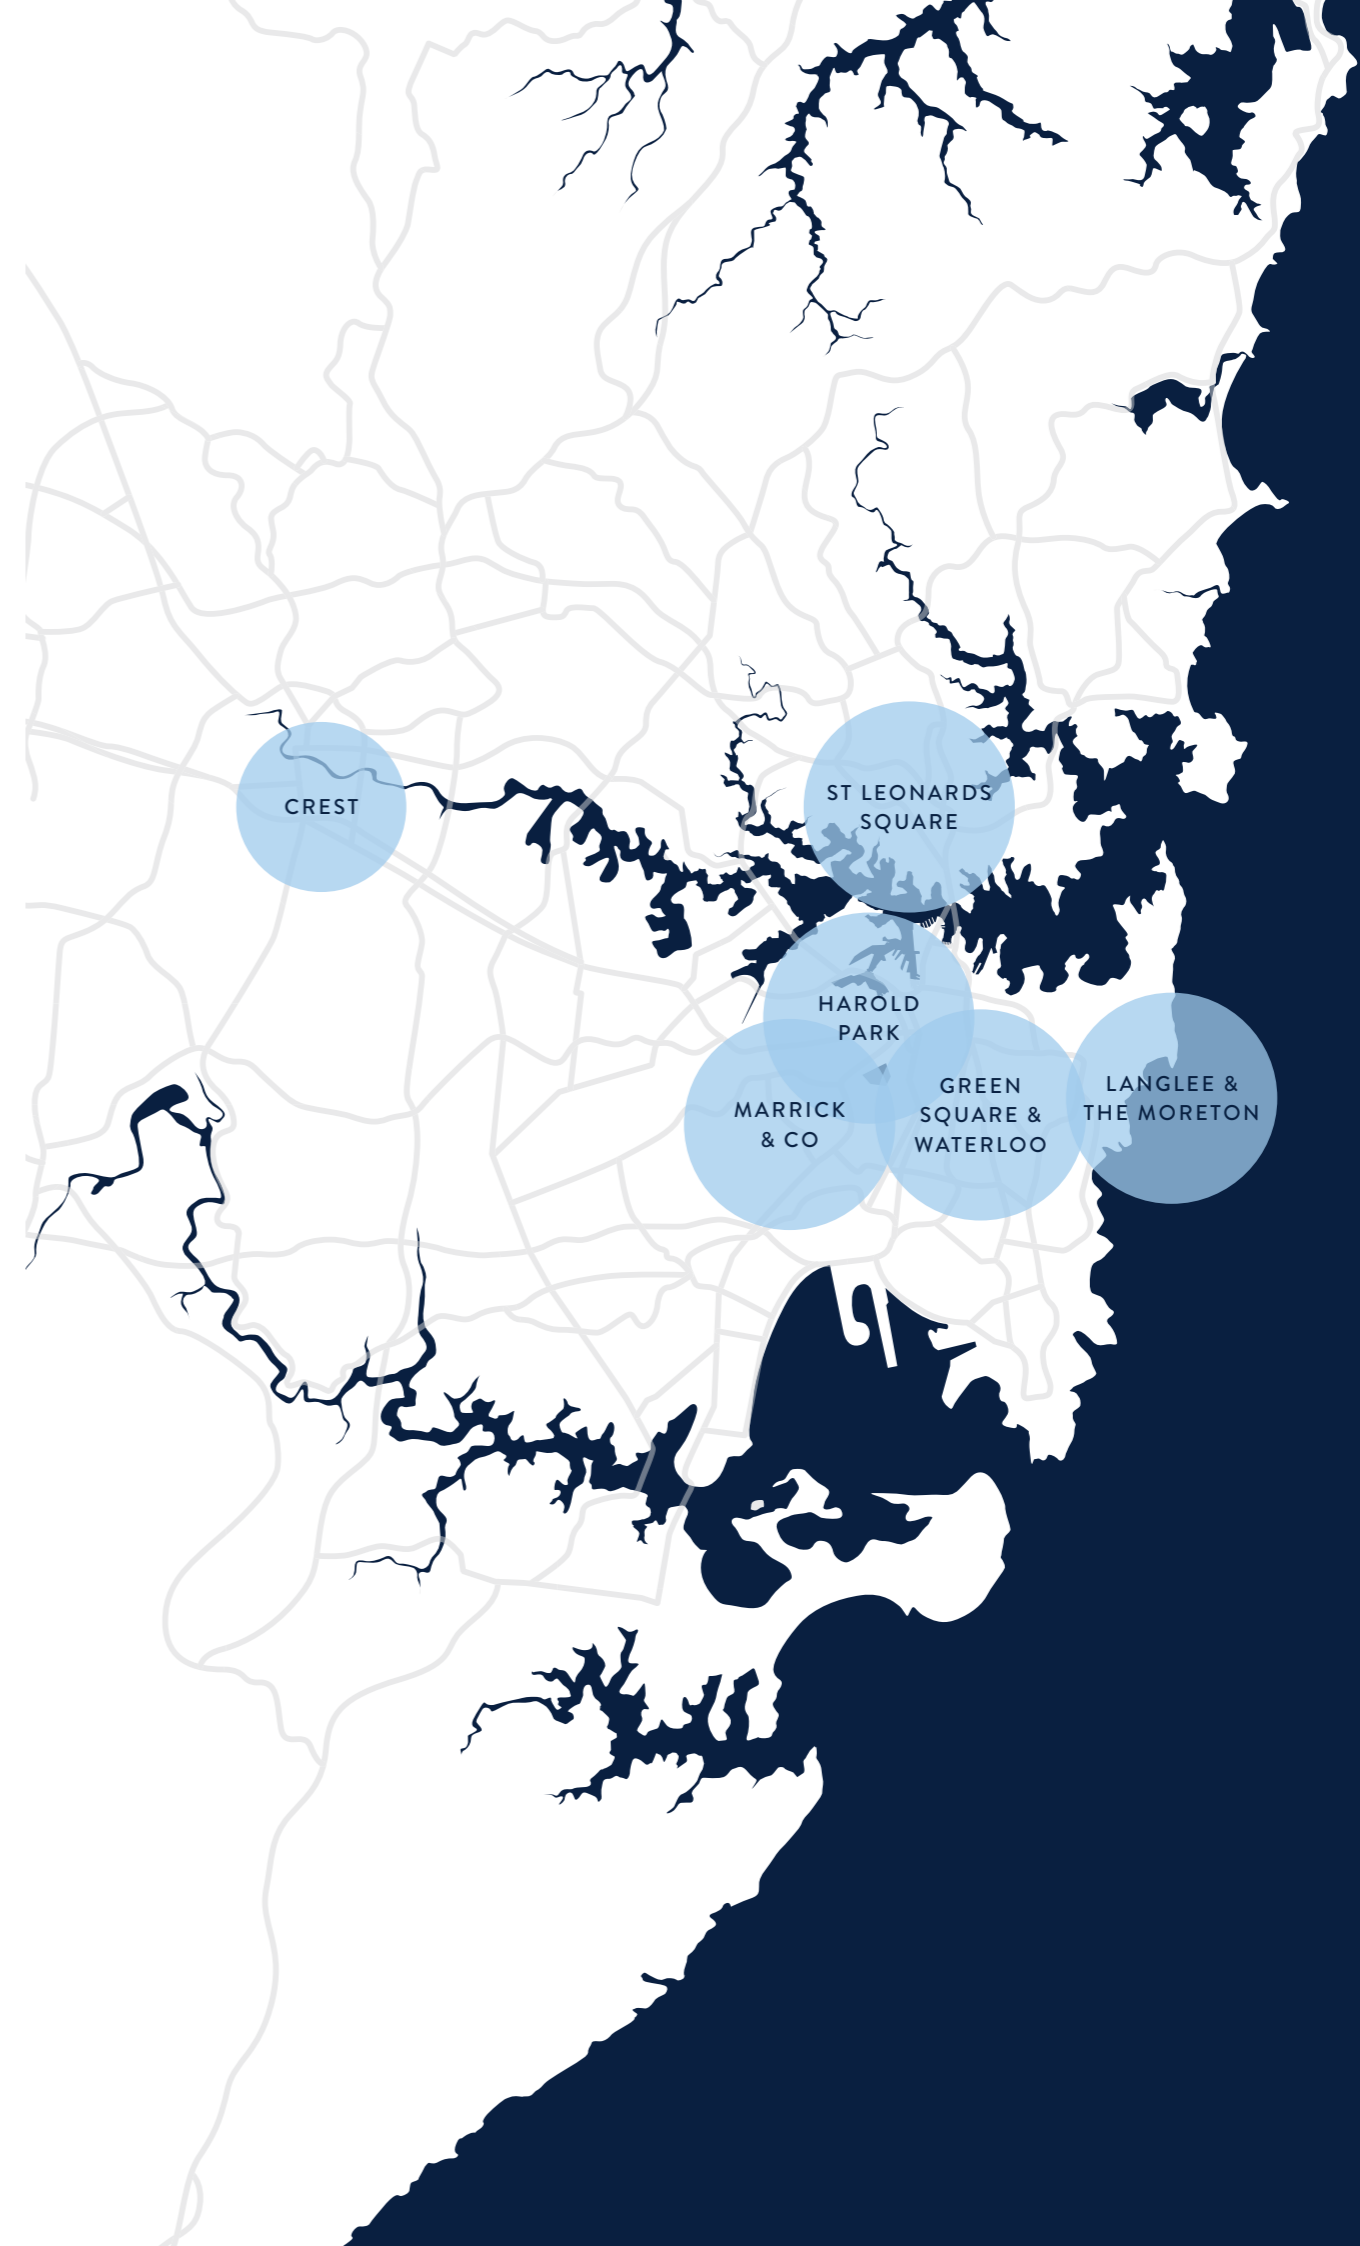 CREST
ST LEONARDS
SQUARE
HAROLD
PARK
MARRICK
& CO
GREEN
SQUARE &
WATERLOO
LANGLEE &
THE MORETON